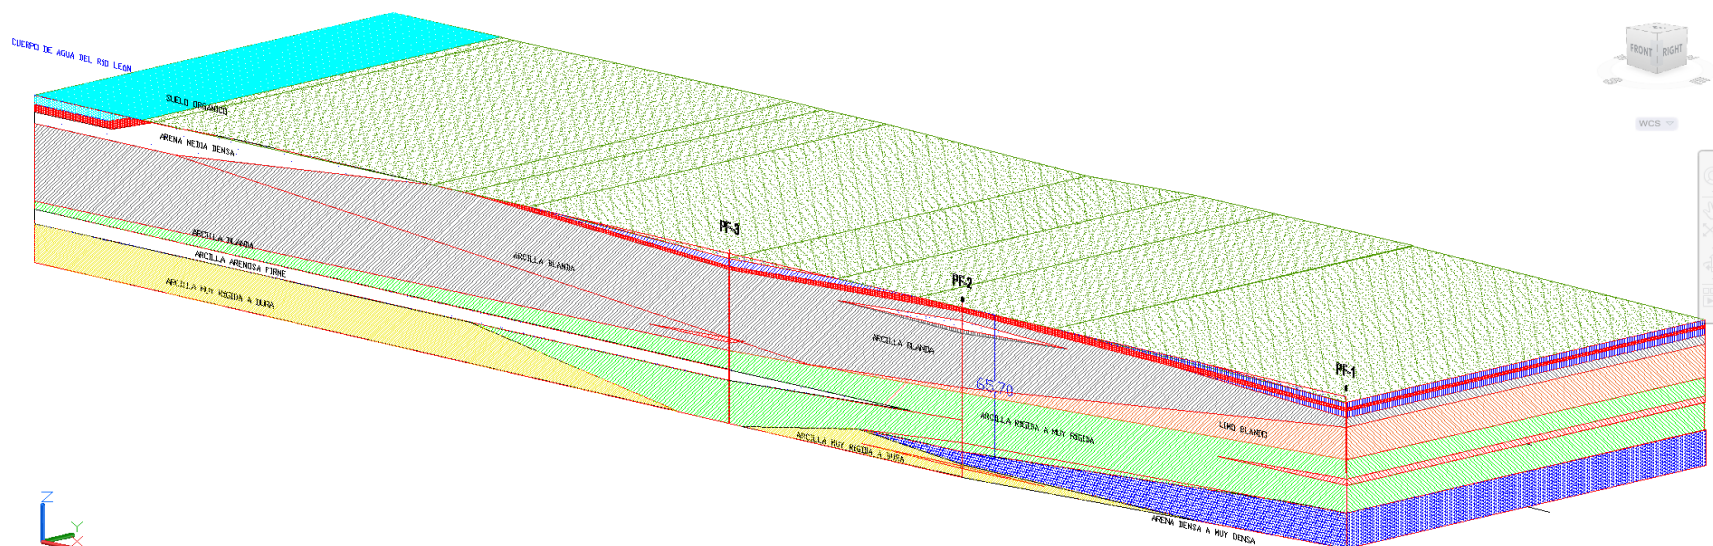 CUERPO DE AGUA DEL RIO LEON
SUELO ORGANICO
ARENA MEDIA DENSA
ARCILLA BLANDA
ARCILLA ARENOSA FIRME
ARCILLA MUY RIGIDA A DURA
ARCILLA BLANDA
PF-3
PF-2
ARCILLA BLANDA
65.70
ARCILLA RIGIDA A MUY RIGIDA
ARCILLA MUY RIGIDA A DURA
PF-1
LIMO BLANDO
ARENA DENSA A MUY DENSA
FRONT
RIGHT
WCS
Z
Y
X